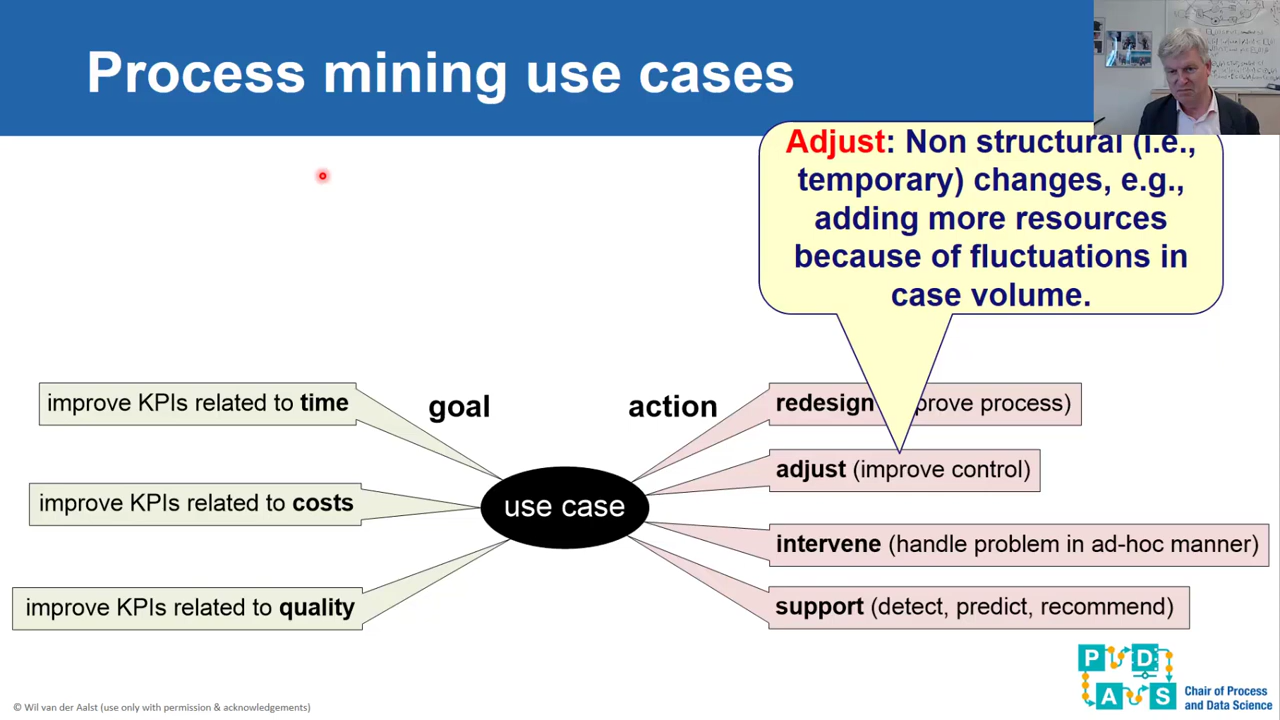 Process mining use cases
Adjust: Non structural (i.e.,
temporary) changes, e.g.,
adding more resources
because of fluctuations in
case volume.
goal
action
improve KPIs related to time
improve KPIs related to costs
improve KPIs related to quality
use case
redesign prove process)
adjust (improve control)
intervene (handle problem in ad-hoc manner)
support (detect, predict, recommend)
P D
A S
Chair of Process
and Data Science
© Wil van der Aalst (use only with permission & acknowledgements)